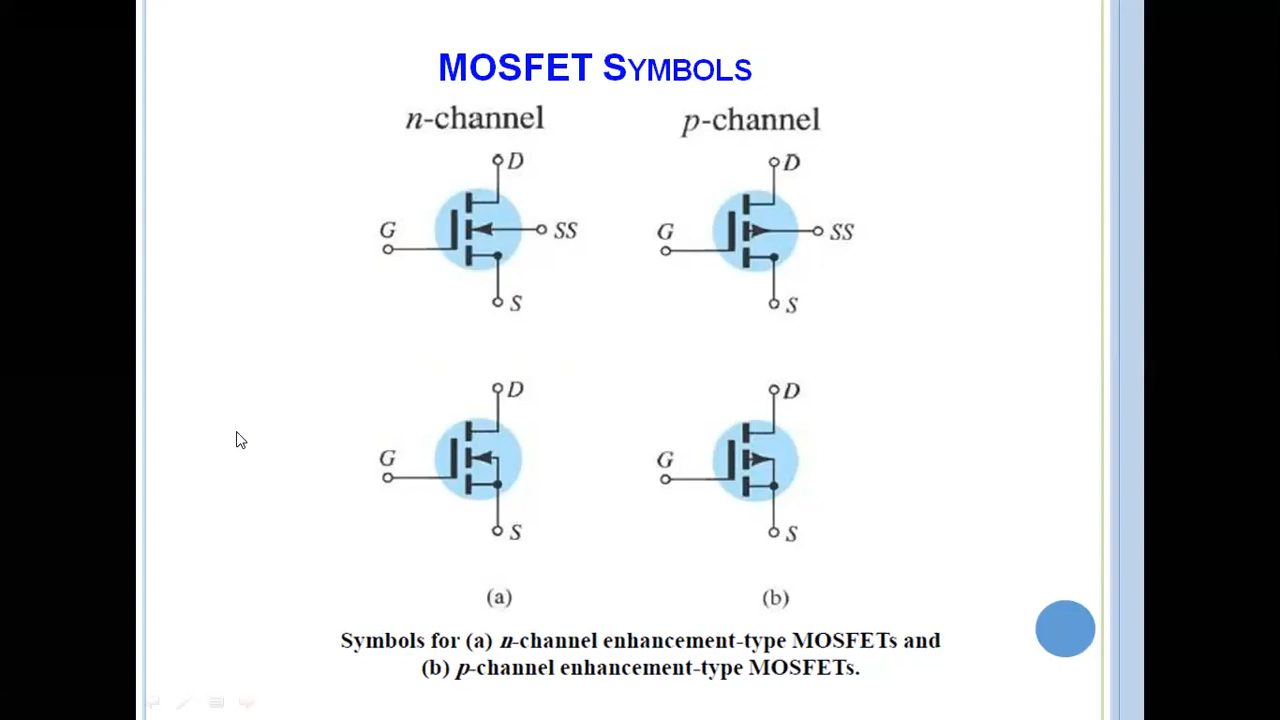 MOSFET SYMBOLS
n-channel p-channel
D D
G SS G SS
S S
D D
G G
S S
(a) (b)
Symbols for (a) n-channel enhancement-type MOSFETs and
(b) p-channel enhancement-type MOSFETs.